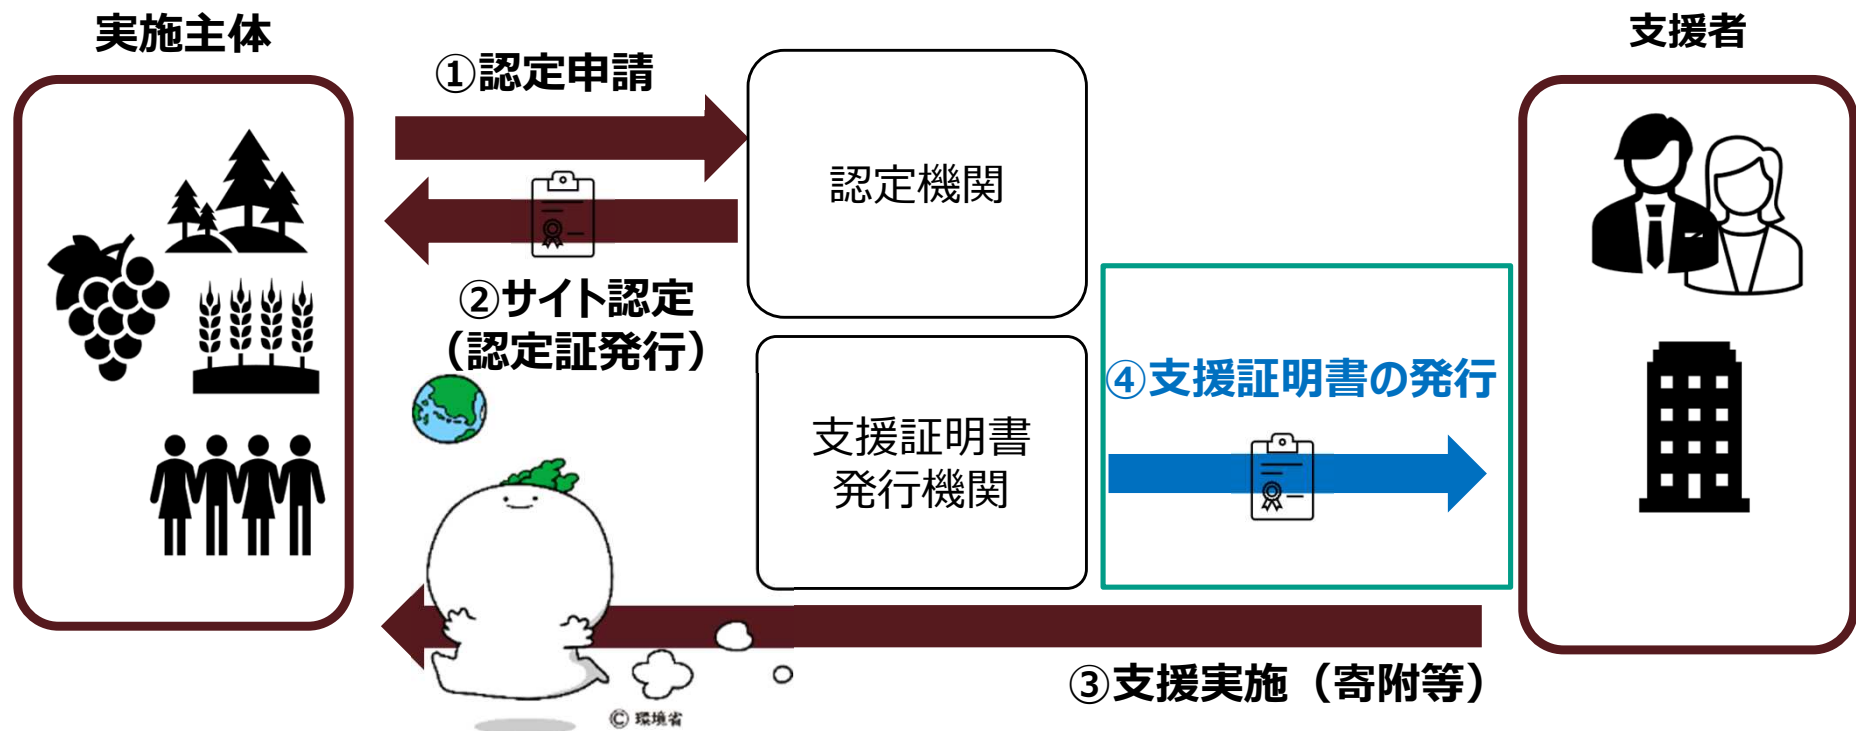 実施主体
支援者
①認定申請
認定機関
②サイト認定
（認定証発行）
④支援証明書の発行
支援証明書
発行機関
③支援実施（寄附等）
© 環境省